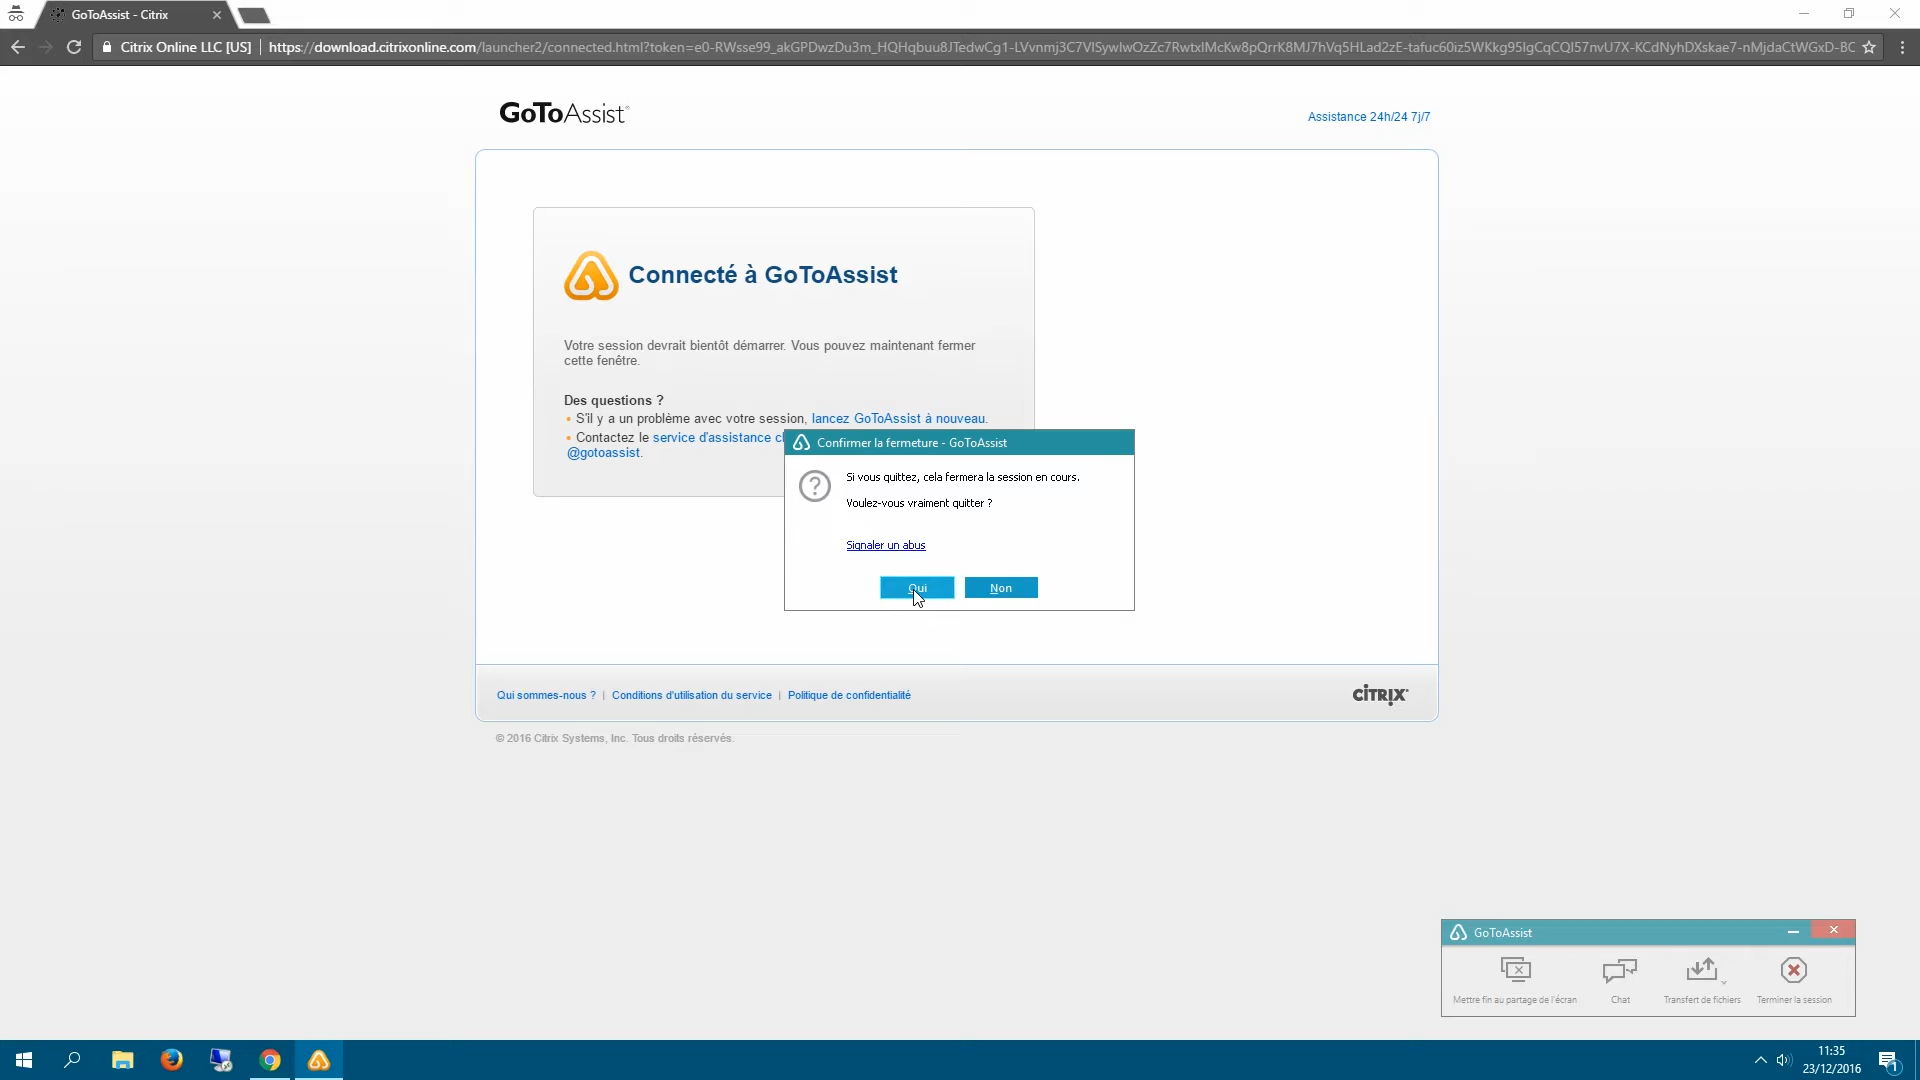 GoToAssist - Citrix
Citrix Online LLC [US]
https://download.citrixonline.com/launcher2/connected.html?token=e0-RWsse99_akGPDwzDu3m_HQHqbuu8JTedwCg1-LVvnmj3C7VISywIwOzZc7RwtxIMcKw8pQrrK8MJ7hVq5HLad2zE-tafuc60iz5WKkg95lgCqCQI57nvU7X-KCdNyhDXskae7-nMjdaCtWGxD-BC
GoToAssist
Assistance 24h/24 7j/7
Connecté à GoToAssist
Votre session devrait bientôt démarrer. Vous pouvez maintenant fermer
cette fenêtre.
Des questions ?
• S'il y a un problème avec votre session, lancez GoToAssist à nouveau.
• Contactez le service d'assistance
@gotoassist.
Confirmer la fermeture - GoToAssist
Si vous quittez, cela fermera la session en cours.
Voulez-vous vraiment quitter ?
Signaler un abus
Oui
Non
Qui sommes-nous ? | Conditions d'utilisation du service | Politique de confidentialité
CITRIX
© 2016 Citrix Systems, Inc. Tous droits réservés.
GoToAssist
Mettre fin au partage de l'écran
Chat
Transfert de fichiers
Terminer la session
11:35
23/12/2016
1